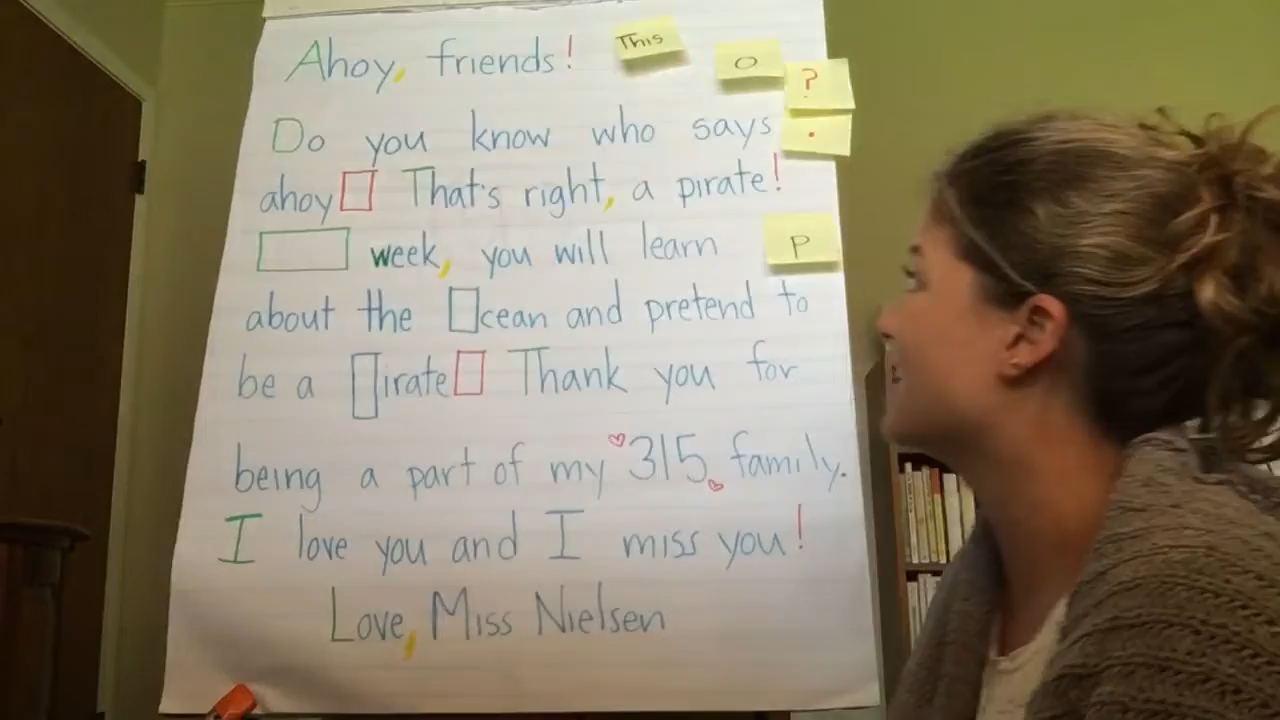 Ahoy, friends!
This
O
?
Do you know who says
.
ahoy□ That's right, a pirate!
□ week, you will learn
P
about the □cean and pretend to
be a □irate□ Thank you for
being a part of my ♡315♡ family.
I love you and I miss you!
Love, Miss Nielsen